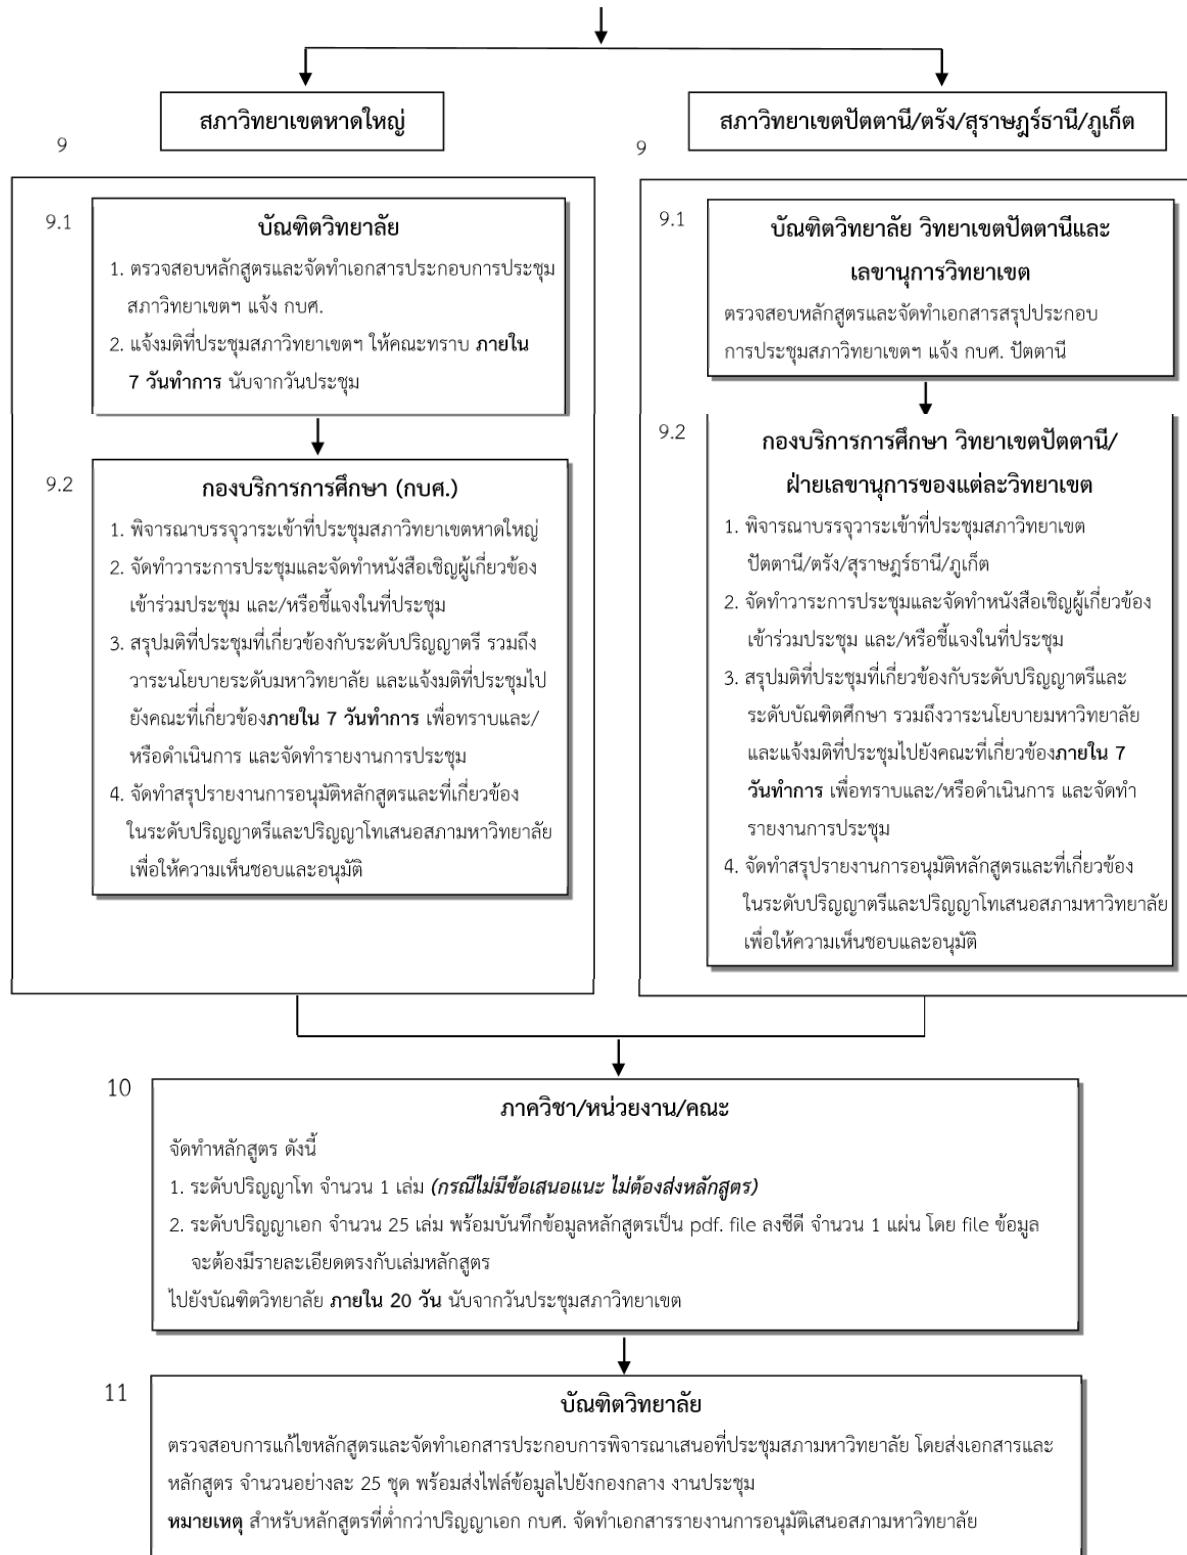 สภาวิทยาเขตหาดใหญ่
สภาวิทยาเขตปัตตานี/ตรัง/สุราษฎร์ธานี/ภูเก็ต
9
9.1
บัณฑิตวิทยาลัย
1. ตรวจสอบหลักสูตรและจัดทำเอกสารประกอบการประชุม
สภาวิทยาเขตฯ แจ้ง กบศ.
2. แจ้งมติที่ประชุมสภาวิทยาเขตฯ ให้คณะทราบ ภายใน
7 วันทำการ นับจากวันประชุม
9.2
กองบริการการศึกษา (กบศ.)
1. พิจารณาบรรจุวาระเข้าที่ประชุมสภาวิทยาเขตหาดใหญ่
2. จัดทำวาระการประชุมและจัดทำหนังสือเชิญผู้เกี่ยวข้อง
เข้าร่วมประชุม และ/หรือชี้แจงในที่ประชุม
3. สรุปมติที่ประชุมที่เกี่ยวข้องกับระดับปริญญาตรี รวมถึง
วาระนโยบายระดับมหาวิทยาลัย และแจ้งมติที่ประชุมไป
ยังคณะที่เกี่ยวข้องภายใน 7 วันทำการ เพื่อทราบและ/
หรือดำเนินการ และจัดทำรายงานการประชุม
4. จัดทำสรุปรายงานการอนุมัติหลักสูตรและที่เกี่ยวข้อง
ในระดับปริญญาตรีและปริญญาโทเสนอสภามหาวิทยาลัย
เพื่อให้ความเห็นชอบและอนุมัติ
9
9.1
บัณฑิตวิทยาลัย วิทยาเขตปัตตานีและ
เลขานุการวิทยาเขต
ตรวจสอบหลักสูตรและจัดทำเอกสารสรุปประกอบ
การประชุมสภาวิทยาเขตฯ แจ้ง กบศ. ปัตตานี
9.2
กองบริการการศึกษา วิทยาเขตปัตตานี/
ฝ่ายเลขานุการของแต่ละวิทยาเขต
1. พิจารณาบรรจุวาระเข้าที่ประชุมสภาวิทยาเขต
ปัตตานี/ตรัง/สุราษฎร์ธานี/ภูเก็ต
2. จัดทำวาระการประชุมและจัดทำหนังสือเชิญผู้เกี่ยวข้อง
เข้าร่วมประชุม และ/หรือชี้แจงในที่ประชุม
3. สรุปมติที่ประชุมที่เกี่ยวข้องกับระดับปริญญาตรีและ
ระดับบัณฑิตศึกษา รวมถึงวาระนโยบายมหาวิทยาลัย
และแจ้งมติที่ประชุมไปยังคณะที่เกี่ยวข้องภายใน 7
วันทำการ เพื่อทราบและ/หรือดำเนินการ และจัดทำ
รายงานการประชุม
4. จัดทำสรุปรายงานการอนุมัติหลักสูตรและที่เกี่ยวข้อง
ในระดับปริญญาตรีและปริญญาโทเสนอสภามหาวิทยาลัย
เพื่อให้ความเห็นชอบและอนุมัติ
10
ภาควิชา/หน่วยงาน/คณะ
จัดทำหลักสูตร ดังนี้
1. ระดับปริญญาโท จำนวน 1 เล่ม (กรณีไม่มีข้อเสนอแนะ ไม่ต้องส่งหลักสูตร)
2. ระดับปริญญาเอก จำนวน 25 เล่ม พร้อมบันทึกข้อมูลหลักสูตรเป็น pdf. file ลงซีดี จำนวน 1 แผ่น โดย file ข้อมูล
จะต้องมีรายละเอียดตรงกับเล่มหลักสูตร
ไปยังบัณฑิตวิทยาลัย ภายใน 20 วัน นับจากวันประชุมสภาวิทยาเขต
11
บัณฑิตวิทยาลัย
ตรวจสอบการแก้ไขหลักสูตรและจัดทำเอกสารประกอบการพิจารณาเสนอที่ประชุมสภามหาวิทยาลัย โดยส่งเอกสารและ
หลักสูตร จำนวนอย่างละ 25 ชุด พร้อมส่งไฟล์ข้อมูลไปยังกองกลาง งานประชุม
หมายเหตุ สำหรับหลักสูตรที่ต่ำกว่าปริญญาเอก กบศ. จัดทำเอกสารรายงานการอนุมัติเสนอสภามหาวิทยาลัย